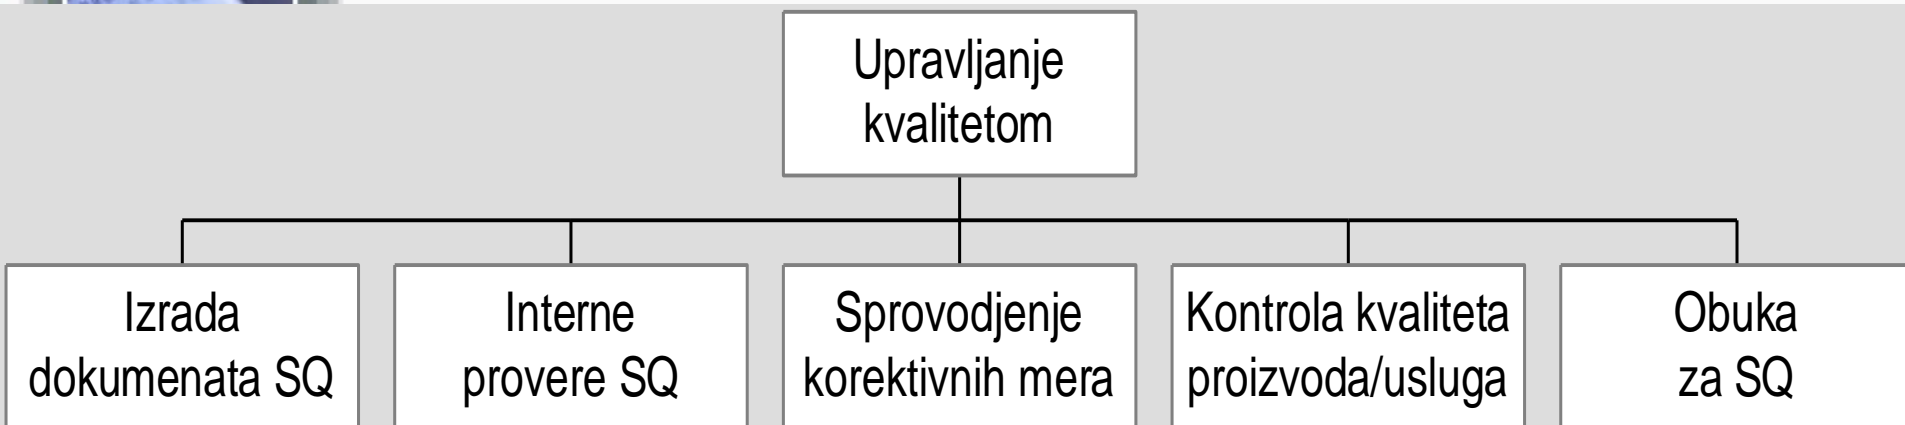 Upravljanje
kvalitetom
Izrada
dokumenata SQ
Interne
provere SQ
Sprovodjenje
korektivnih mera
Kontrola kvaliteta
proizvoda/usluga
Obuka
za SQ